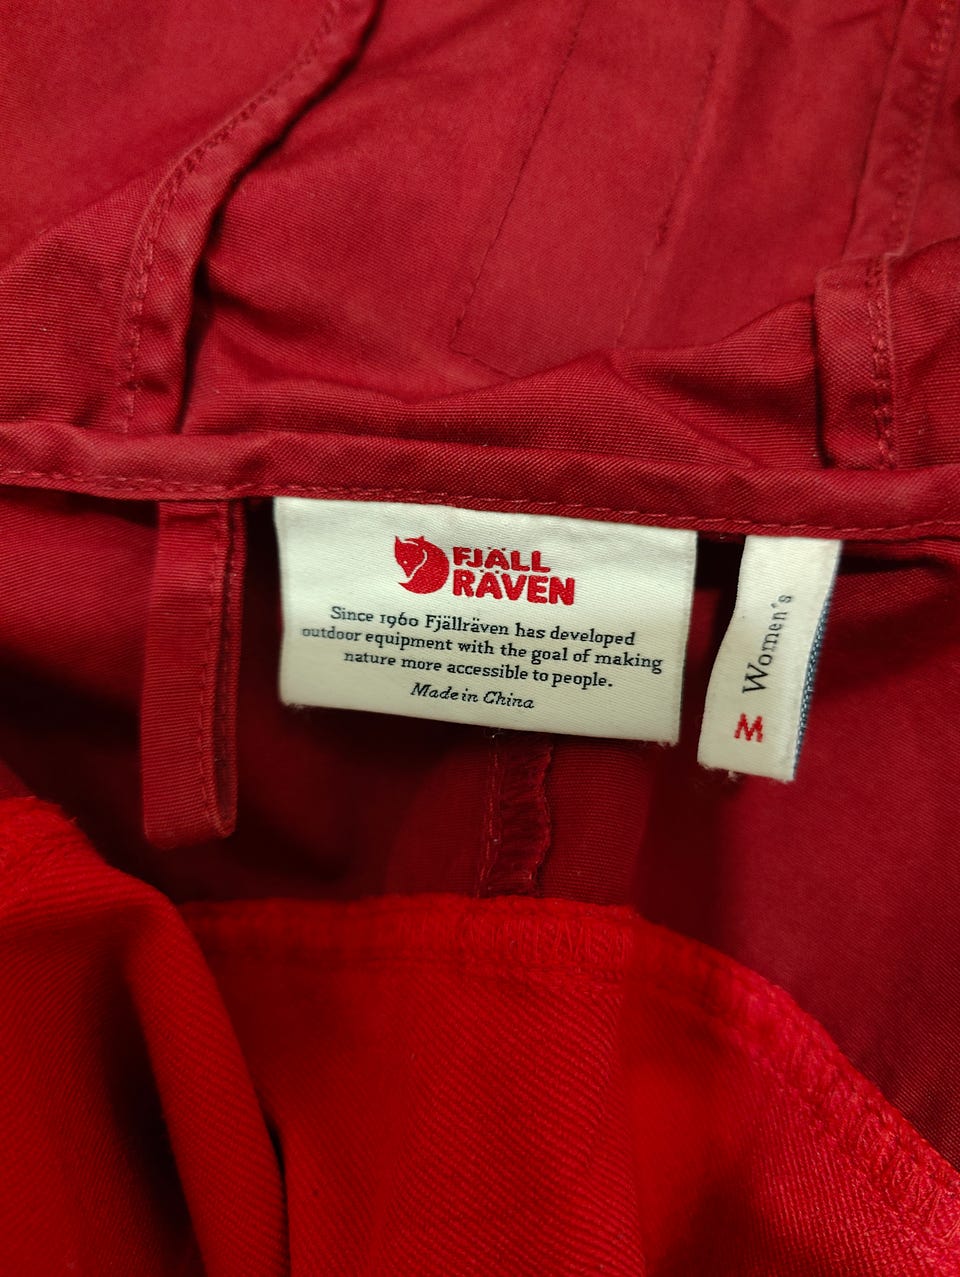 FJÄLL
RÄVEN
Since 1960 Fjällräven has developed
outdoor equipment with the goal of making
nature more accessible to people.
Made in China
Women's
M